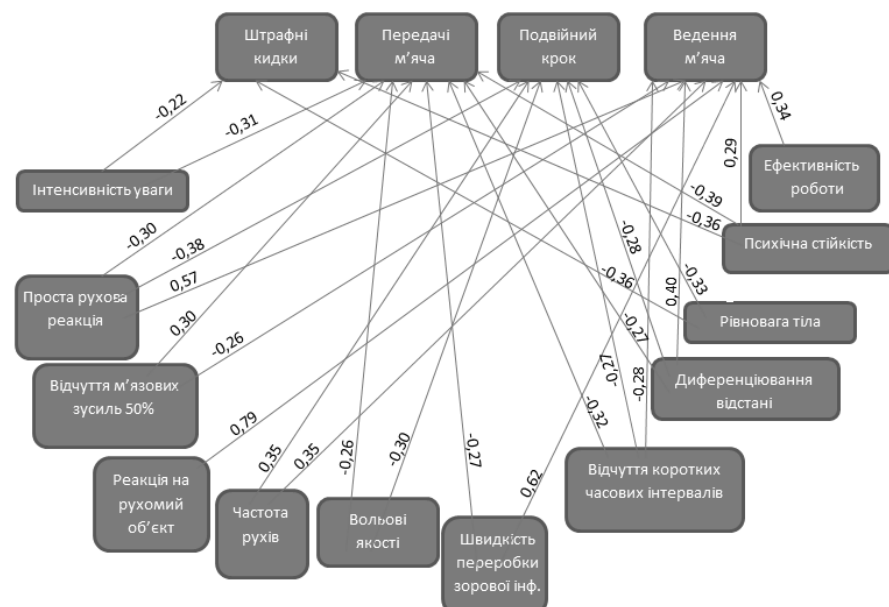 Штрафні
кидки
Передачі
м’яча
Подвійний
крок
Ведення
м’яча
-0,22
-0,31
0,34
0,29
Ефективність
роботи
Інтенсивність уваги
-0,39
-0,36
-0,30
-0,38
-0,28
Психічна стійкість
0,57
-0,36
0,40
-0,33
Проста рухова
реакція
0,30
Рівновага тіла
-0,26
-0,27
Відчуття м’язових
зусиль 50%
-0,27
-0,28
Диференціювання
відстані
0,79
-0,32
0,35
0,35
-0,26
-0,30
-0,27
0,62
Відчуття коротких
часових інтервалів
Реакція на
рухомий
об’єкт
Частота
рухів
Вольові
якості
Швидкість
переробки
зорової інф.